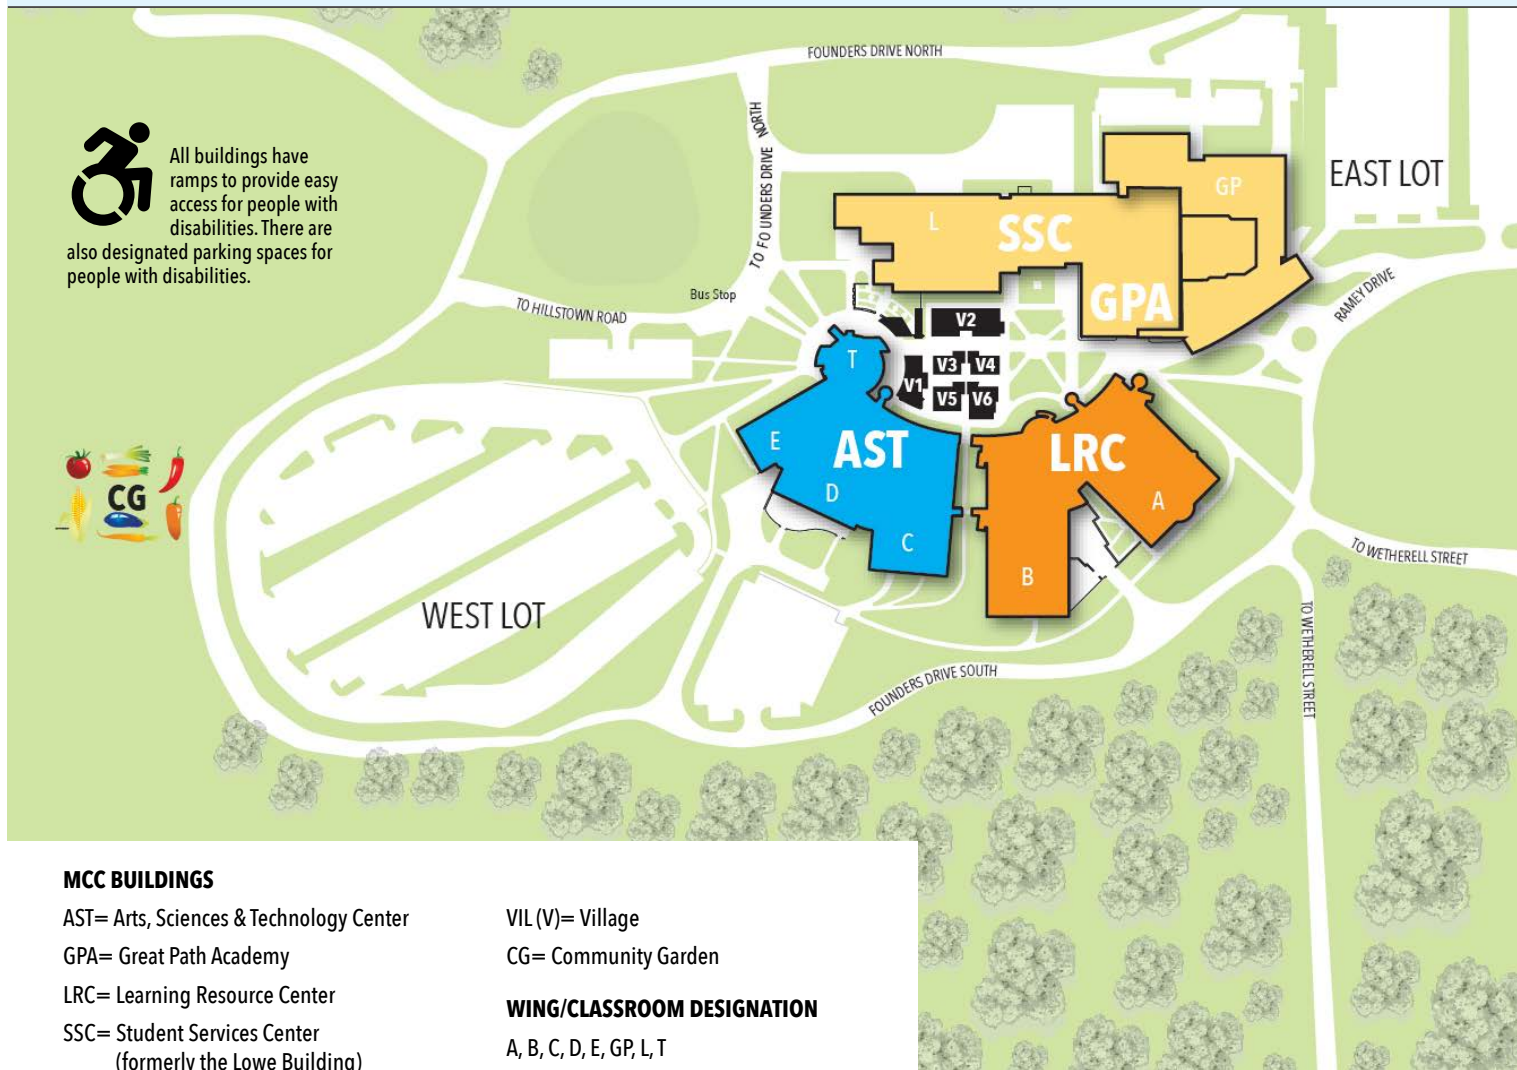 FOUNDERS DRIVE NORTH
TO FOUNDERS DRIVE NORTH
All buildings have
ramps to provide easy
access for people with
disabilities. There are
also designated parking spaces for
people with disabilities.
EAST LOT
GP
L
SSC
GPA
RAMEY DRIVE
Bus Stop
TO HILLSTOWN ROAD
V2
T
V3
V4
V1
V5
V6
E
AST
LRC
D
A
C
B
CG
WEST LOT
TO WETHERELL STREET
TO WETHERELL STREET
FOUNDERS DRIVE SOUTH
MCC BUILDINGS
AST= Arts, Sciences & Technology Center
GPA= Great Path Academy
LRC= Learning Resource Center
SSC= Student Services Center
(formerly the Lowe Building)
VIL (V)= Village
CG= Community Garden
WING/CLASSROOM DESIGNATION
A, B, C, D, E, GP, L, T